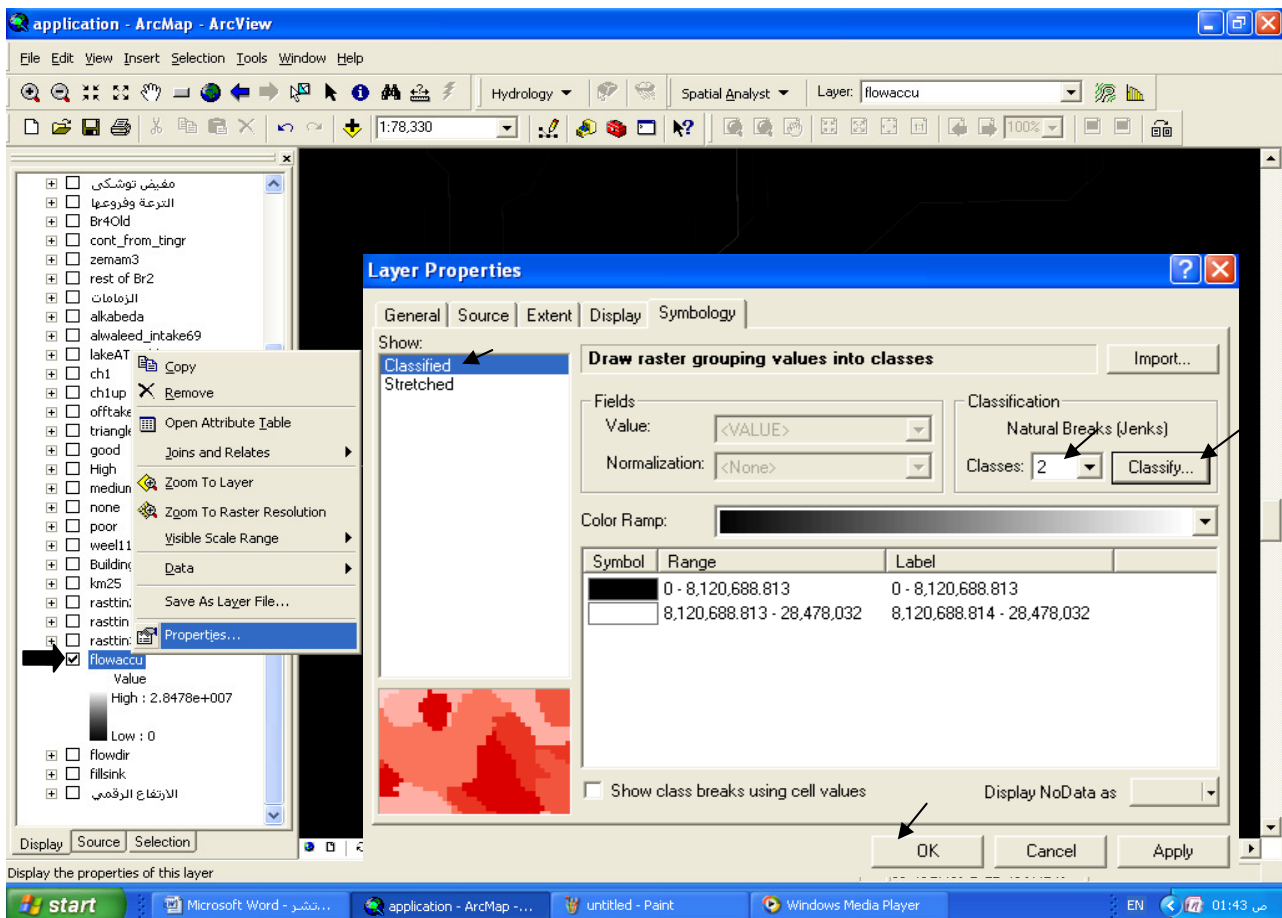 application - ArcMap - ArcView
File Edit View Insert Selection Tools Window Help
Hydrology Spatial Analyst Layer: flowaccu
1:78,330 100%
مفيض توشكى
الترعة وفروعها
Br4Old
cont_from_tingr
zemam3
rest of Br2
الزمامات
alkabeda
alwaleed_intake69
lakeAT
ch1
ch1up
offtake
triangle
good
High
medium
none
poor
weel11
Building
km25
rasttin
rasttin
rasttin
flowaccu
Value
High : 2.8478e+007
Low : 0
flowdir
fillsink
الارتفاع الرقمي
Display Source Selection
Copy
Remove
Open Attribute Table
Joins and Relates
Zoom To Layer
Zoom To Raster Resolution
Visible Scale Range
Data
Save As Layer File...
Properties...
Layer Properties
General Source Extent Display Symbology
Show:
Classified
Stretched
Draw raster grouping values into classes
Import...
Fields
Value: <VALUE>
Normalization: <None>
Classification
Natural Breaks (Jenks)
Classes: 2 Classify...
Color Ramp:
Symbol Range Label
0 - 8,120,688.813 0 - 8,120,688.813
8,120,688.813 - 28,478,032 8,120,688.814 - 28,478,032
Show class breaks using cell values
Display NoData as
OK Cancel Apply
Display the properties of this layer
start Microsoft Word - تشر... application - ArcMap -... untitled - Paint Windows Media Player EN 01:43 ص